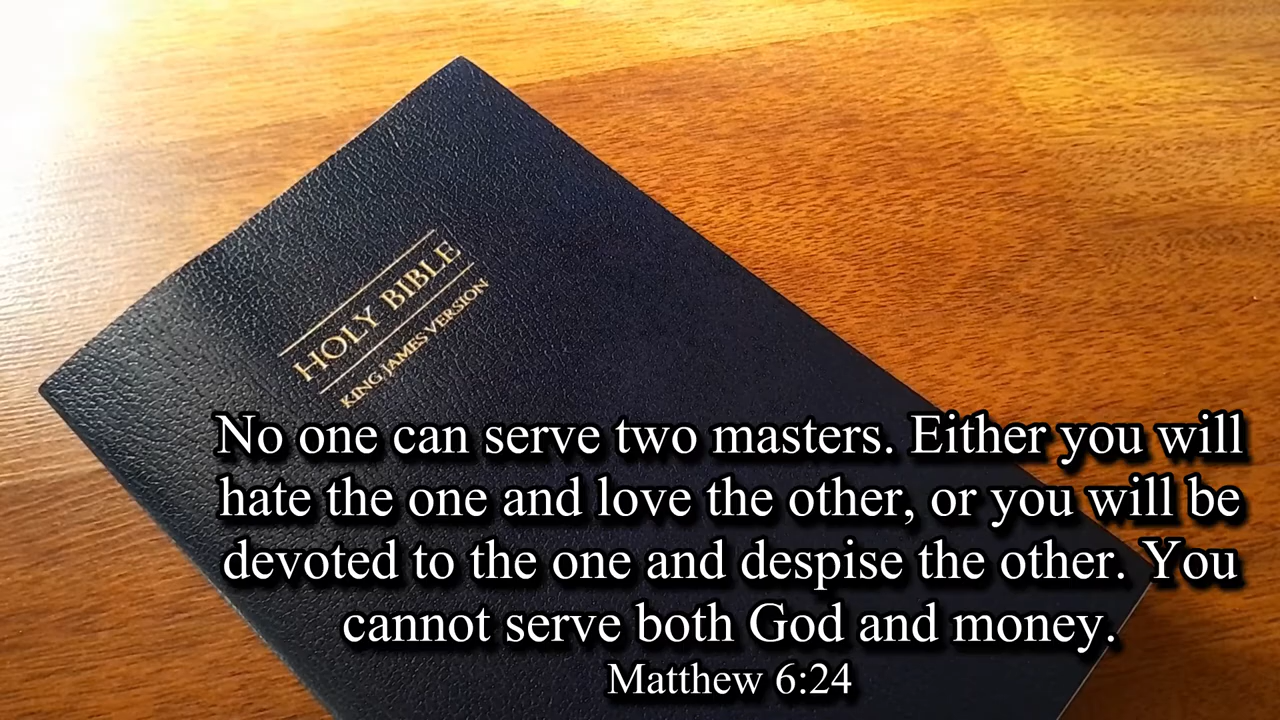 HOLY BIBLE
KING JAMES VERSION
No one can serve two masters. Either you will
hate the one and love the other, or you will be
devoted to the one and despise the other. You
cannot serve both God and money.
Matthew 6:24